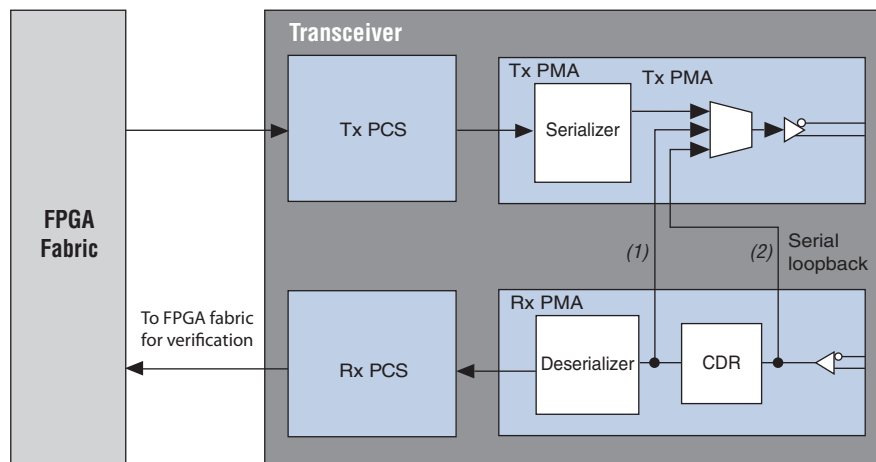 Transceiver
FPGA
Fabric
Tx PCS
Tx PMA
Tx PMA
Serializer
(1)
(2)
Serial
loopback
To FPGA fabric
for verification
Rx PCS
Rx PMA
Deserializer
CDR